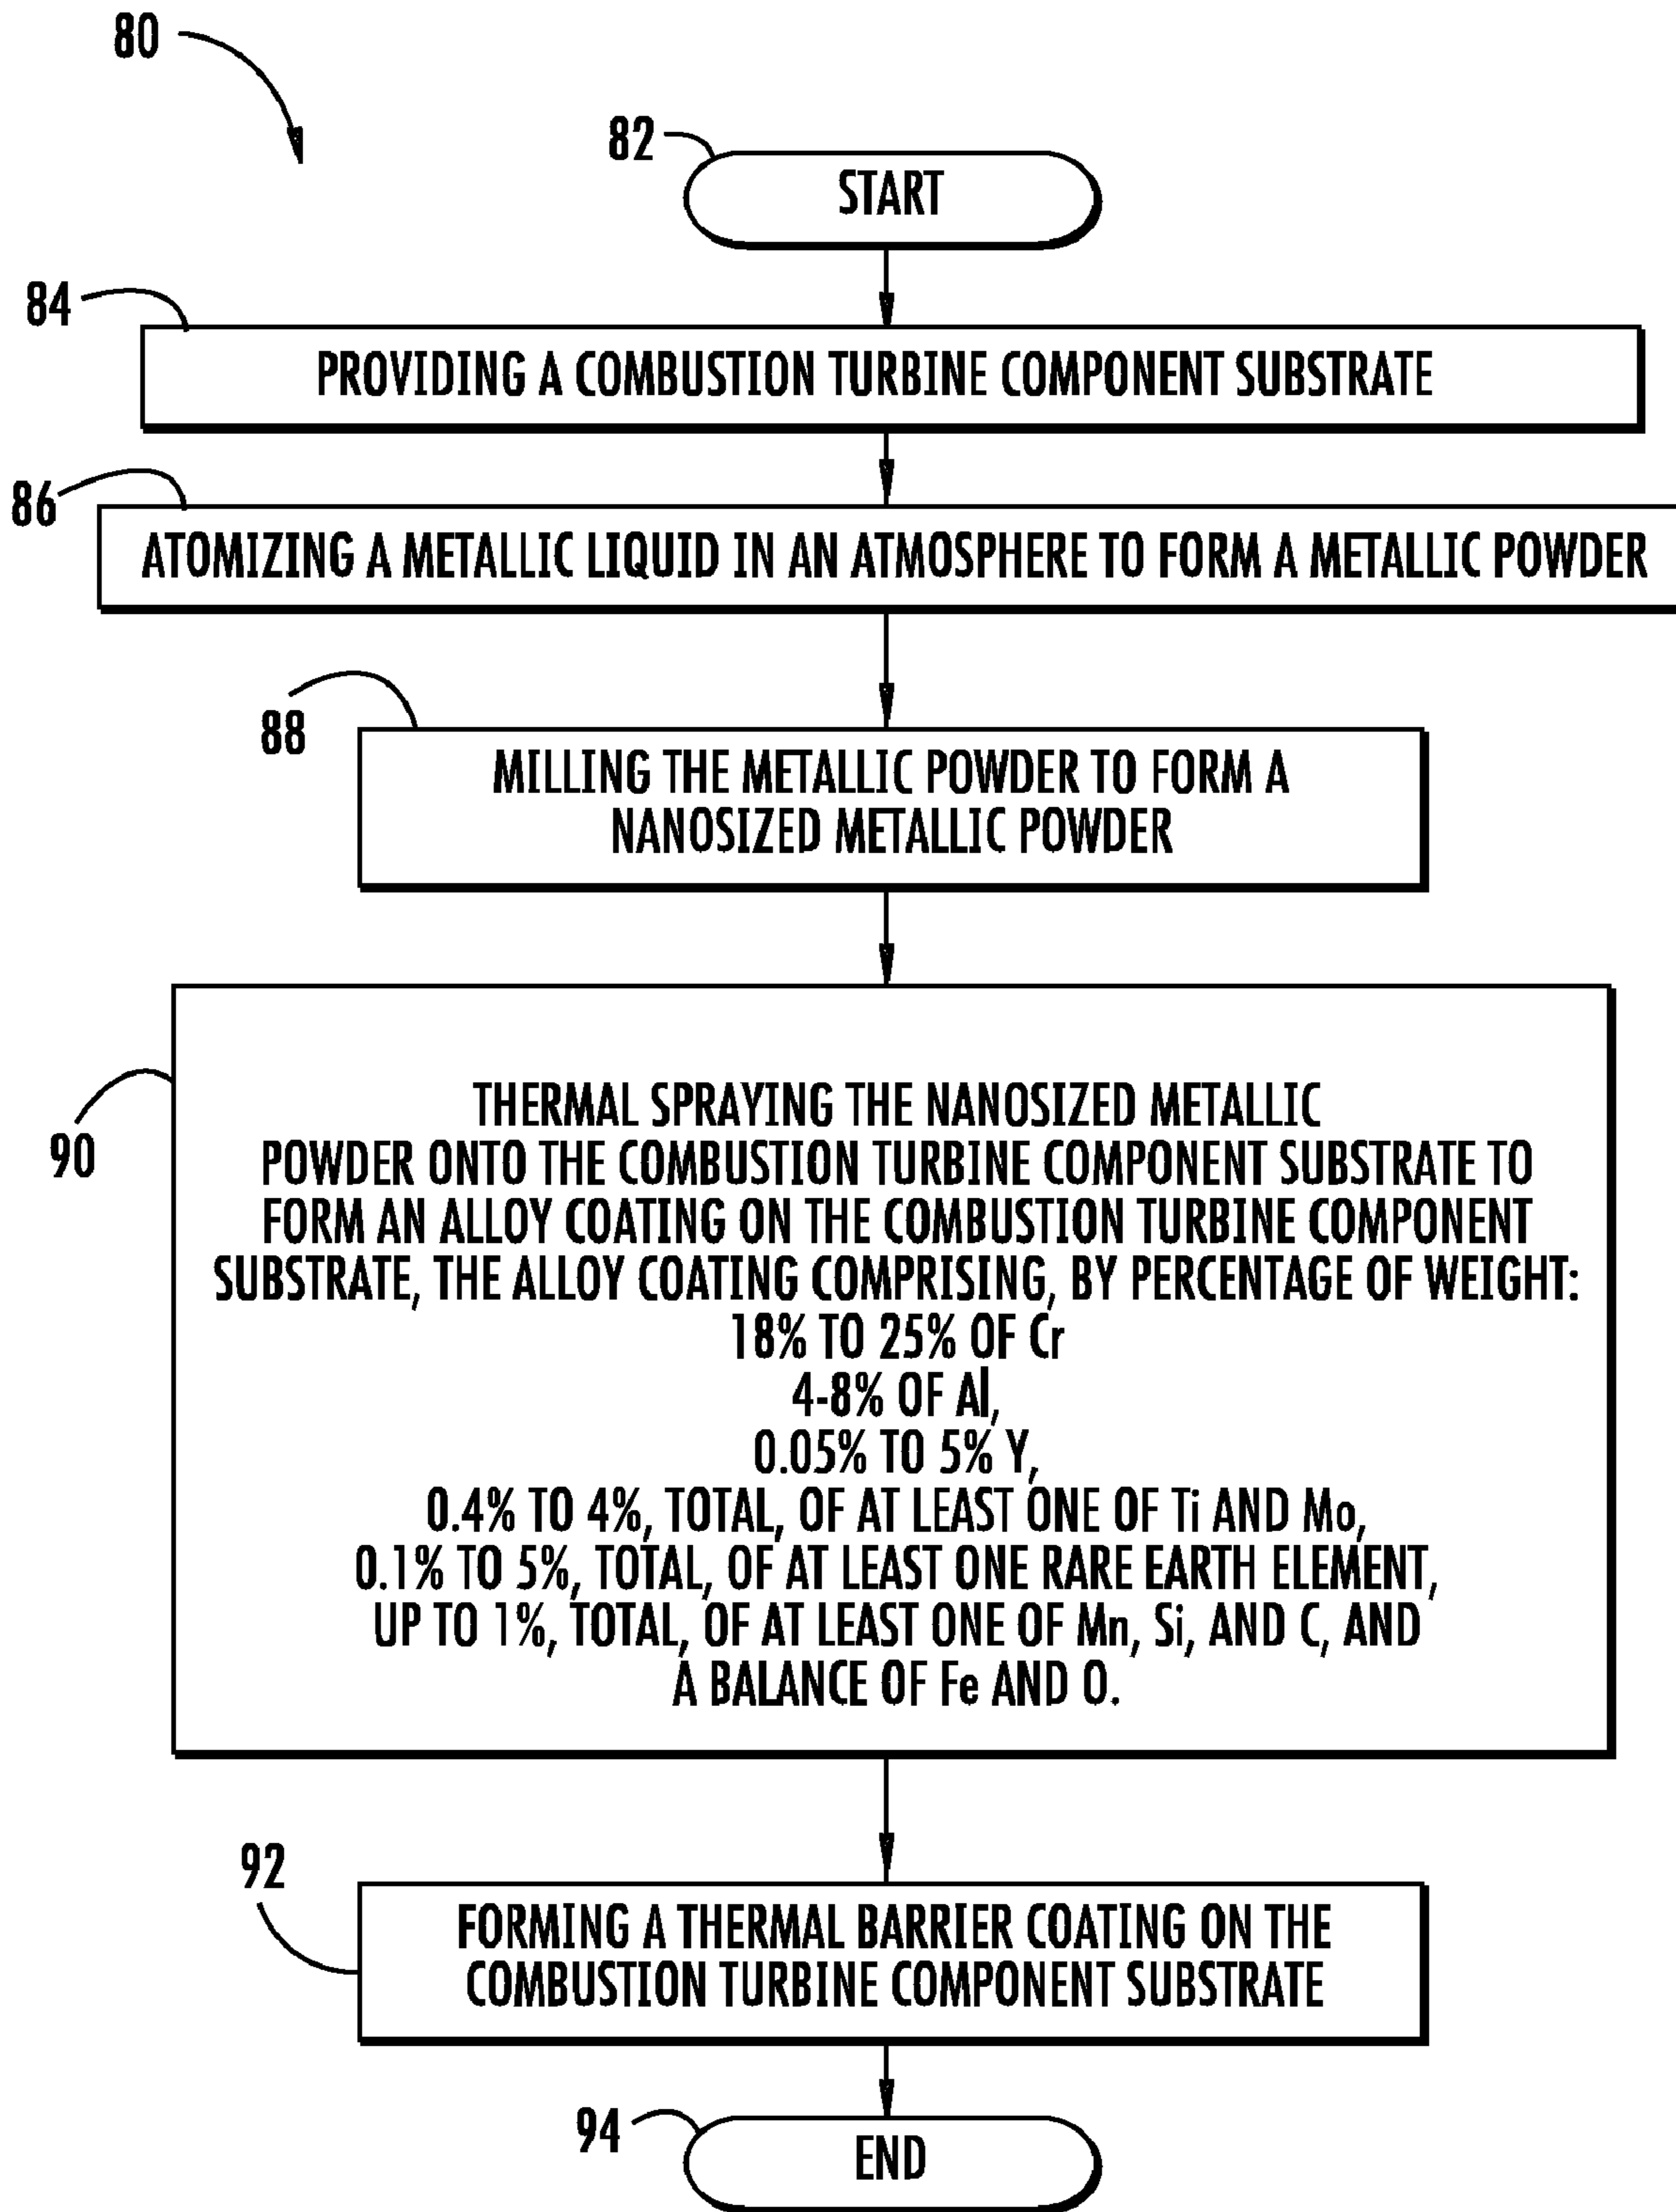 80
82
START
84
PROVIDING A COMBUSTION TURBINE COMPONENT SUBSTRATE
86
ATOMIZING A METALLIC LIQUID IN AN ATMOSPHERE TO FORM A METALLIC POWDER
88
MILLING THE METALLIC POWDER TO FORM A
NANOSIZED METALLIC POWDER
90
THERMAL SPRAYING THE NANOSIZED METALLIC
POWDER ONTO THE COMBUSTION TURBINE COMPONENT SUBSTRATE TO
FORM AN ALLOY COATING ON THE COMBUSTION TURBINE COMPONENT
SUBSTRATE, THE ALLOY COATING COMPRISING, BY PERCENTAGE OF WEIGHT:
18% TO 25% OF Cr
4-8% OF Al,
0.05% TO 5% Y,
0.4% TO 4%, TOTAL, OF AT LEAST ONE OF Ti AND Mo,
0.1% TO 5%, TOTAL, OF AT LEAST ONE RARE EARTH ELEMENT,
UP TO 1%, TOTAL, OF AT LEAST ONE OF Mn, Si, AND C, AND
A BALANCE OF Fe AND O.
92
FORMING A THERMAL BARRIER COATING ON THE
COMBUSTION TURBINE COMPONENT SUBSTRATE
94
END